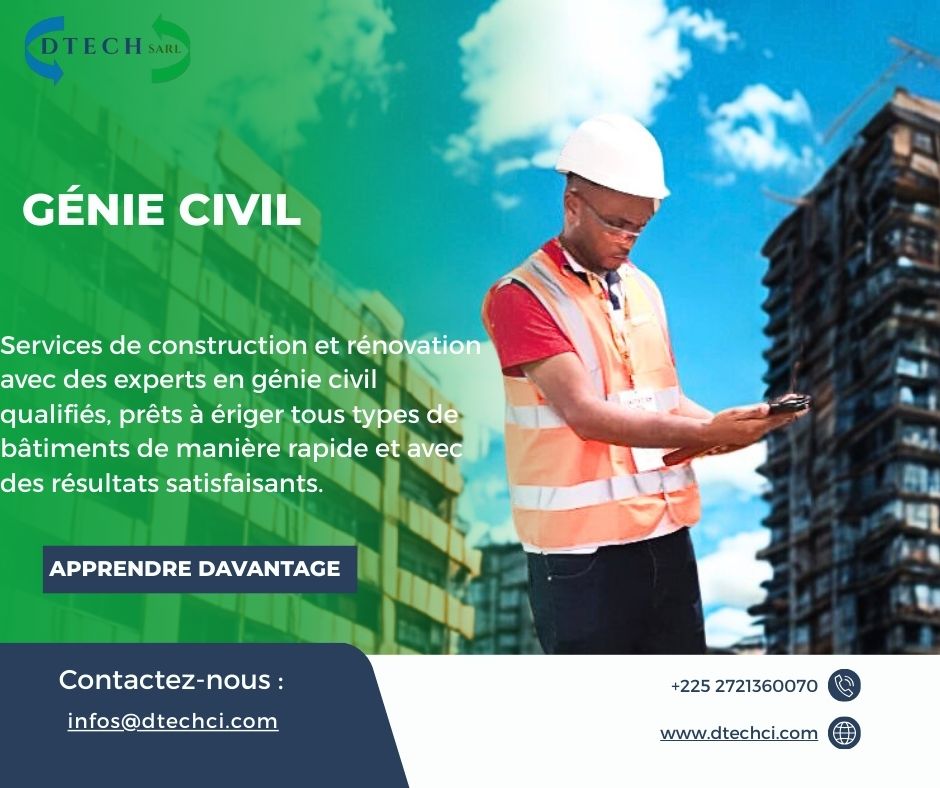 DTECH SARL
GÉNIE CIVIL
Services de construction et rénovation
avec des experts en génie civil
qualifiés, prêts à ériger tous types de
bâtiments de manière rapide et avec
des résultats satisfaisants.
APPRENDRE DAVANTAGE
Contactez-nous :
infos@dtechci.com
+225 2721360070
www.dtechci.com